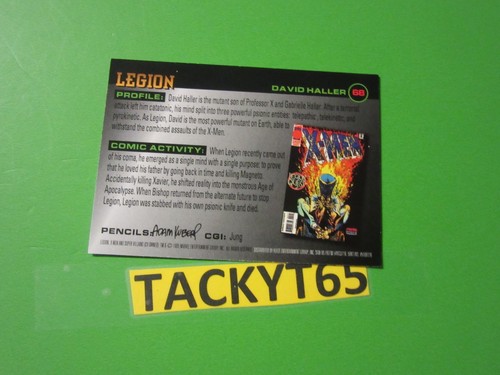 LEGION
DAVID HALLER 68
PROFILE: David Haller is the mutant son of Professor X and Gabrielle Haller. After a terrorist
attack left him catatonic, his mind split into three powerful psionic entities: telepathic, telekinetic, and
pyrokinetic. As Legion, David is the most powerful mutant on Earth, able to
withstand the combined assaults of the X-Men.
COMIC ACTIVITY: When Legion recently came out
of his coma, he emerged as a single mind with a single purpose: to prove
that he loved his father by going back in time and killing Magneto.
Accidentally killing Xavier, he shifted reality into the monstrous Age of
Apocalypse. When Bishop returned from the alternate future to stop
Legion, Legion was stabbed with his own psionic knife and died.
X-MEN
PENCILS: Adam Kubert CGI: Jung
TACKYT65